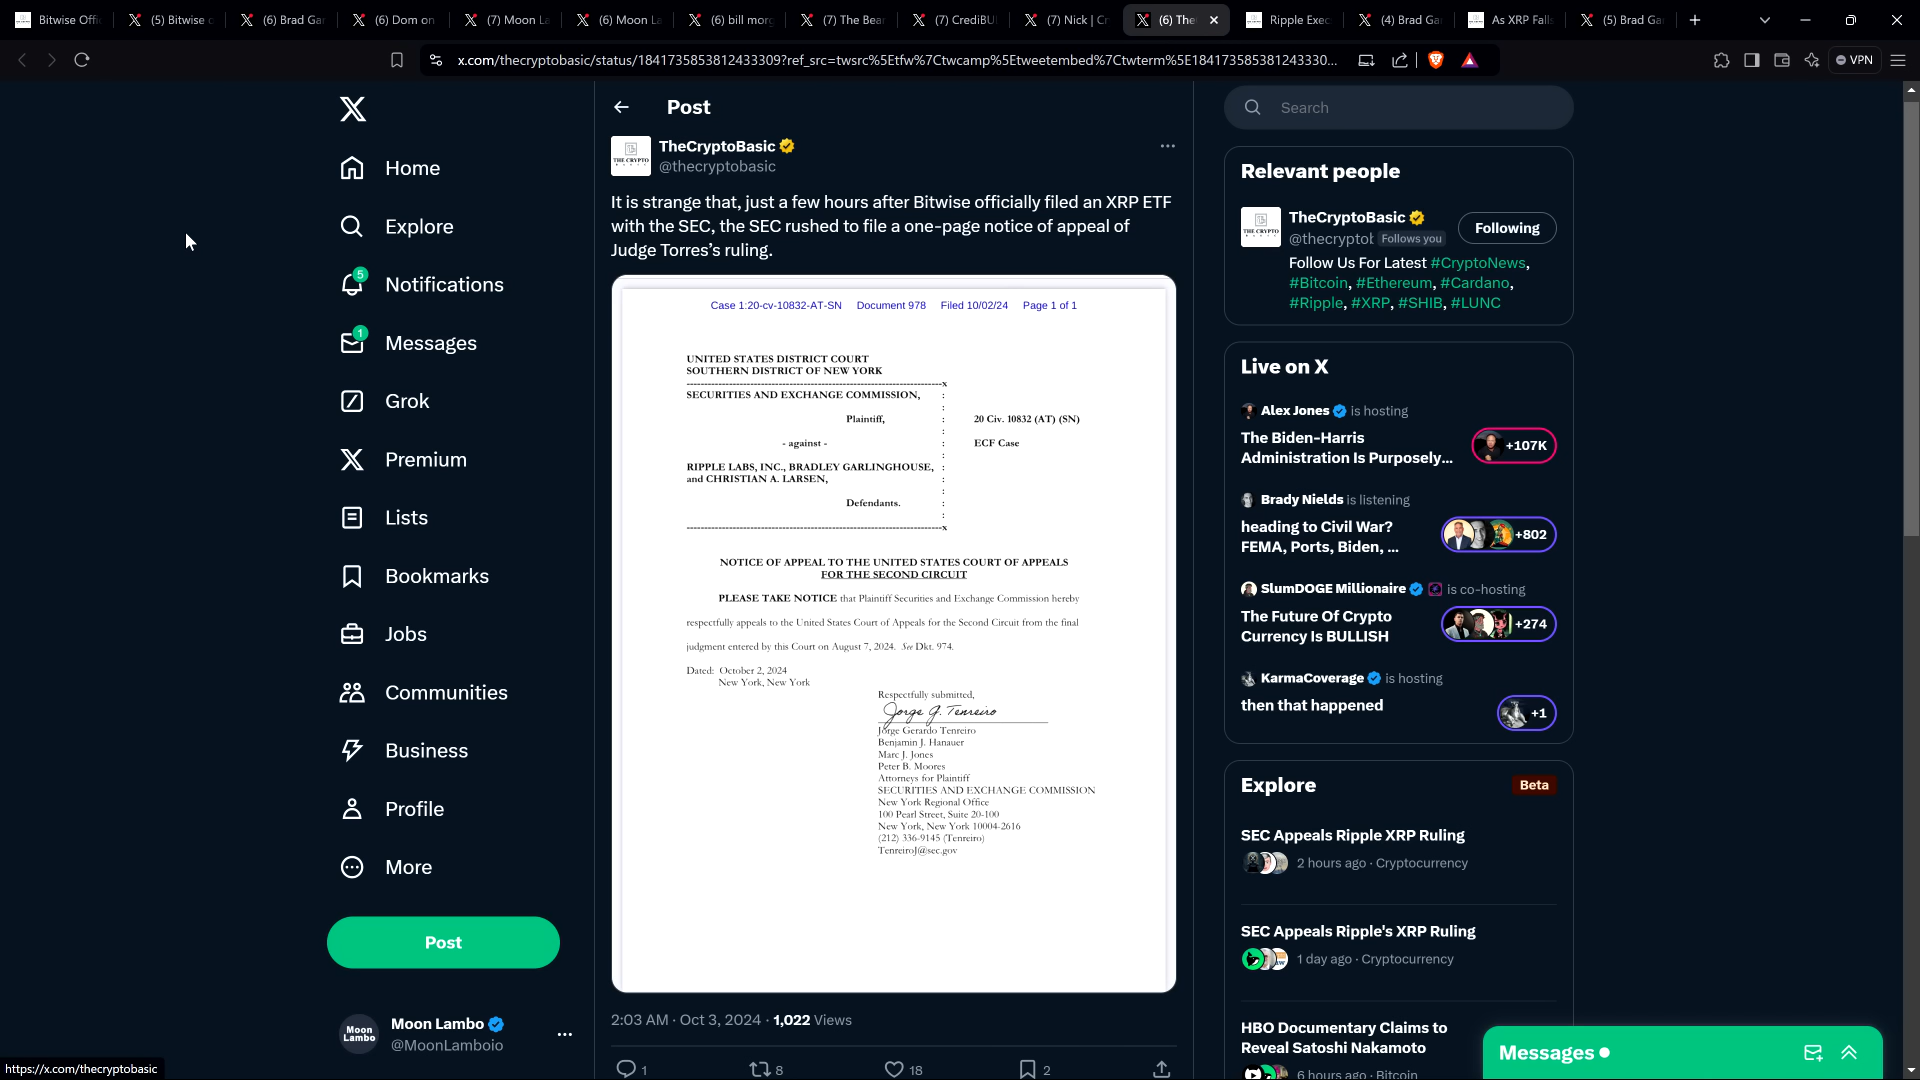 Bitwise Offi
(5) Bitwise o
(6) Brad Gar
(6) Dom on
(7) Moon La
(6) Moon La
(6) bill morg
(7) The Bear
(7) CrediBU
(7) Nick | Cr
(6) The
Ripple Exec
(4) Brad Ga
As XRP Falls
(5) Brad Ga
x.com/thecryptobasic/status/1841735853812433309?ref_src=twsrc%5Etfw%7Ctwcamp%5Etweetembed%7Ctwterm%5E184173585381243330...
VPN
Home
Explore
5
Notifications
1
Messages
Grok
Premium
Lists
Bookmarks
Jobs
Communities
Business
Profile
More
Post
Moon Lambo
Moon Lambo
@MoonLamboio
https://x.com/thecryptobasic
Post
THE CRYPTO
BASIC
TheCryptoBasic
@thecryptobasic
It is strange that, just a few hours after Bitwise officially filed an XRP ETF
with the SEC, the SEC rushed to file a one-page notice of appeal of
Judge Torres’s ruling.
Case 1:20-cv-10832-AT-SN Document 978 Filed 10/02/24 Page 1 of 1
UNITED STATES DISTRICT COURT
SOUTHERN DISTRICT OF NEW YORK
-----------------------------------------------------------------------x
SECURITIES AND EXCHANGE COMMISSION, :
Plaintiff, : 20 Civ. 10832 (AT) (SN)
- against - : ECF Case
RIPPLE LABS, INC., BRADLEY GARLINGHOUSE, :
and CHRISTIAN A. LARSEN, :
Defendants. :
-----------------------------------------------------------------------x
NOTICE OF APPEAL TO THE UNITED STATES COURT OF APPEALS
FOR THE SECOND CIRCUIT
PLEASE TAKE NOTICE that Plaintiff Securities and Exchange Commission hereby
respectfully appeals to the United States Court of Appeals for the Second Circuit from the final
judgment entered by this Court on August 7, 2024. See Dkt. 974.
Dated: October 2, 2024
New York, New York
Respectfully submitted,
Jorge G. Tenreiro
Jorge Gerardo Tenreiro
Benjamin J. Hanauer
Marc J. Jones
Peter B. Moores
Attorneys for Plaintiff
SECURITIES AND EXCHANGE COMMISSION
New York Regional Office
100 Pearl Street, Suite 20-100
New York, New York 10004-2616
(212) 336-9145 (Tenreiro)
TenreiroJ@sec.gov
2:03 AM · Oct 3, 2024 · 1,022 Views
1
8
18
2
Search
Relevant people
THE CRYPTO
BASIC
TheCryptoBasic
@thecryptol Follows you
Following
Follow Us For Latest #CryptoNews,
#Bitcoin, #Ethereum, #Cardano,
#Ripple, #XRP, #SHIB, #LUNC
Live on X
Alex Jones is hosting
The Biden-Harris
Administration Is Purposely...
+107K
Brady Nields is listening
heading to Civil War?
FEMA, Ports, Biden, ...
+802
SlumDOGE Millionaire is co-hosting
The Future Of Crypto
Currency Is BULLISH
+274
KarmaCoverage is hosting
then that happened
+1
Explore
Beta
SEC Appeals Ripple XRP Ruling
2 hours ago · Cryptocurrency
SEC Appeals Ripple's XRP Ruling
1 day ago · Cryptocurrency
HBO Documentary Claims to
Reveal Satoshi Nakamoto
6 hours ago · Bitcoin
Messages